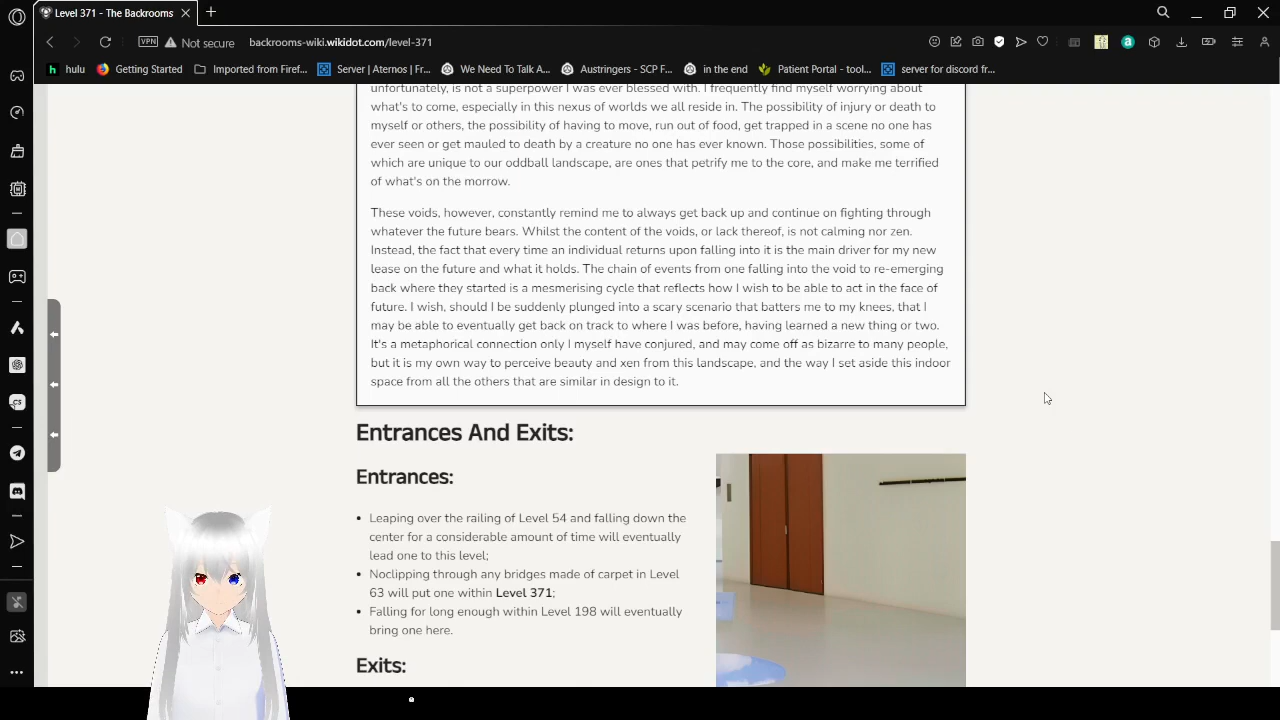 Level 371 - The Backrooms
VPN
Not secure
backrooms-wiki.wikidot.com/level-371
hulu
Getting Started
Imported from Firef...
Server | Aternos | Fr...
We Need To Talk A...
Austringers - SCP F...
in the end
Patient Portal - tool...
server for discord fr...
unfortunately, is not a superpower I was ever blessed with. I frequently find myself worrying about
what's to come, especially in this nexus of worlds we all reside in. The possibility of injury or death to
myself or others, the possibility of having to move, run out of food, get trapped in a scene no one has
ever seen or get mauled to death by a creature no one has ever known. Those possibilities, some of
which are unique to our oddball landscape, are ones that petrify me to the core, and make me terrified
of what's on the morrow.
These voids, however, constantly remind me to always get back up and continue on fighting through
whatever the future bears. Whilst the content of the voids, or lack thereof, is not calming nor zen.
Instead, the fact that every time an individual returns upon falling into it is the main driver for my new
lease on the future and what it holds. The chain of events from one falling into the void to re-emerging
back where they started is a mesmerising cycle that reflects how I wish to be able to act in the face of
future. I wish, should I be suddenly plunged into a scary scenario that batters me to my knees, that I
may be able to eventually get back on track to where I was before, having learned a new thing or two.
It's a metaphorical connection only I myself have conjured, and may come off as bizarre to many people,
but it is my own way to perceive beauty and xen from this landscape, and the way I set aside this indoor
space from all the others that are similar in design to it.
Entrances And Exits:
Entrances:
Leaping over the railing of Level 54 and falling down the
center for a considerable amount of time will eventually
lead one to this level;
Noclipping through any bridges made of carpet in Level
63 will put one within Level 371;
Falling for long enough within Level 198 will eventually
bring one here.
Exits: